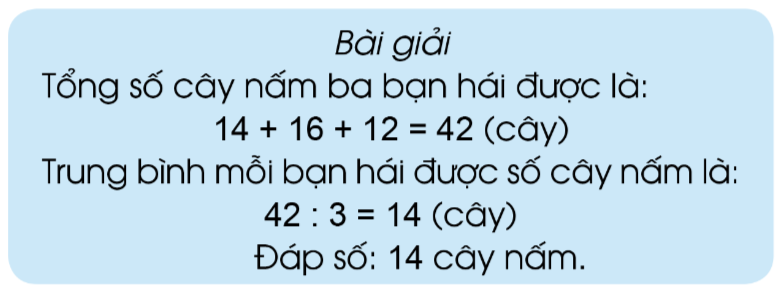 Bài giải
Tổng số cây nấm ba bạn hái được là:
14 + 16 + 12 = 42 (cây)
Trung bình mỗi bạn hái được số cây nấm là:
42 : 3 = 14 (cây)
Đáp số: 14 cây nấm.